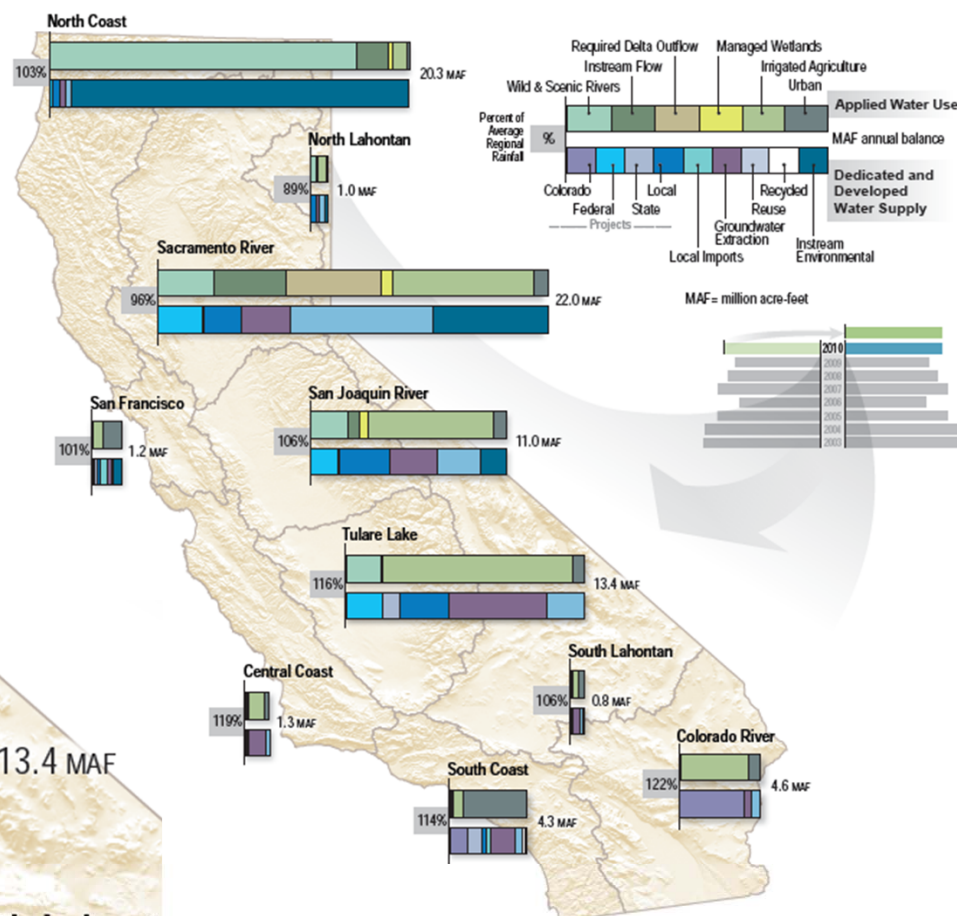 North Coast
103%
20.3 MAF
Required Delta Outflow
Managed Wetlands
Instream Flow
Irrigated Agriculture
Wild & Scenic Rivers
Urban
Applied Water Use
Percent of
Average
Regional
Rainfall
%
MAF annual balance
Colorado
Local
Recycled
Federal
State
Reuse
Projects
Groundwater
Extraction
Instream
Environmental
Local Imports
Dedicated and
Developed
Water Supply
MAF= million acre-feet
North Lahontan
89%
1.0 MAF
Sacramento River
96%
22.0 MAF
2010
2009
2008
2007
2006
2005
2004
2003
San Francisco
101%
1.2 MAF
San Joaquin River
106%
11.0 MAF
Tulare Lake
116%
13.4 MAF
Central Coast
119%
1.3 MAF
South Lahontan
106%
0.8 MAF
13.4 MAF
Colorado River
122%
4.6 MAF
South Coast
114%
4.3 MAF